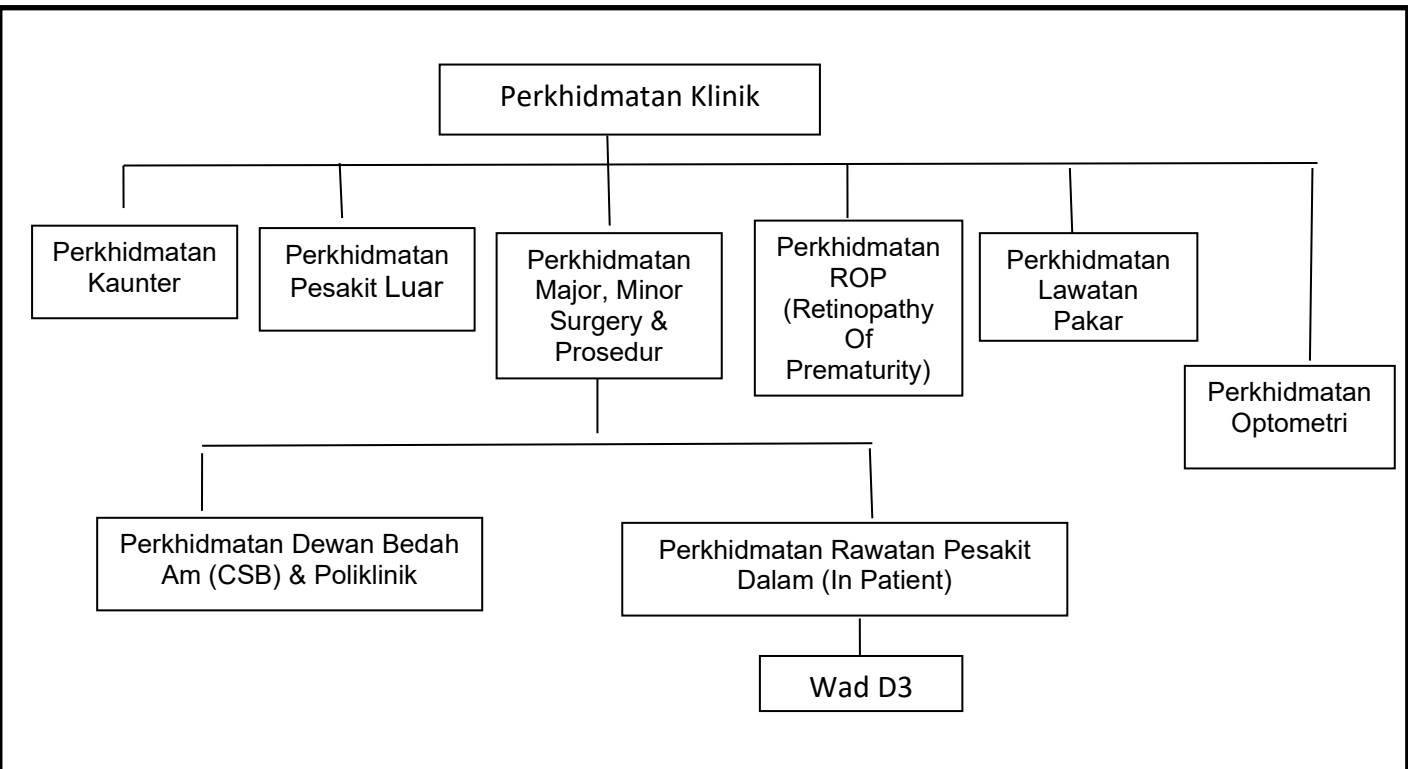 Perkhidmatan Klinik
Perkhidmatan
Kaunter
Perkhidmatan
Pesakit Luar
Perkhidmatan
Major, Minor
Surgery &
Prosedur
Perkhidmatan
ROP
(Retinopathy
Of
Prematurity)
Perkhidmatan
Lawatan
Pakar
Perkhidmatan
Optometri
Perkhidmatan Dewan Bedah
Am (CSB) & Poliklinik
Perkhidmatan Rawatan Pesakit
Dalam (In Patient)
Wad D3